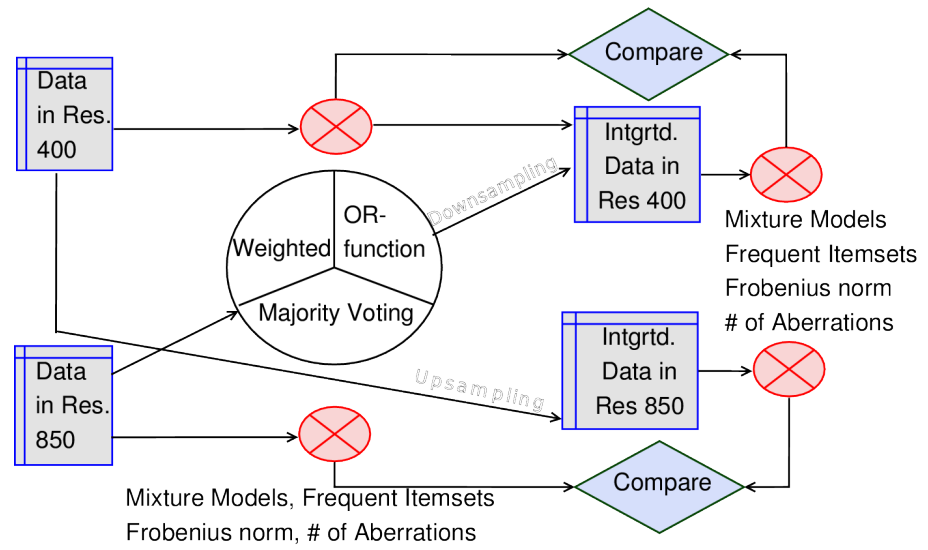 Compare
Data
in Res.
400
Intgrtd.
Data in
Res 400
Downsampling
OR-
function
Weighted
Majority Voting
Mixture Models
Frequent Itemsets
Frobenius norm
# of Aberrations
Data
in Res.
850
Upsampling
Intgrtd.
Data in
Res 850
Compare
Mixture Models, Frequent Itemsets
Frobenius norm, # of Aberrations